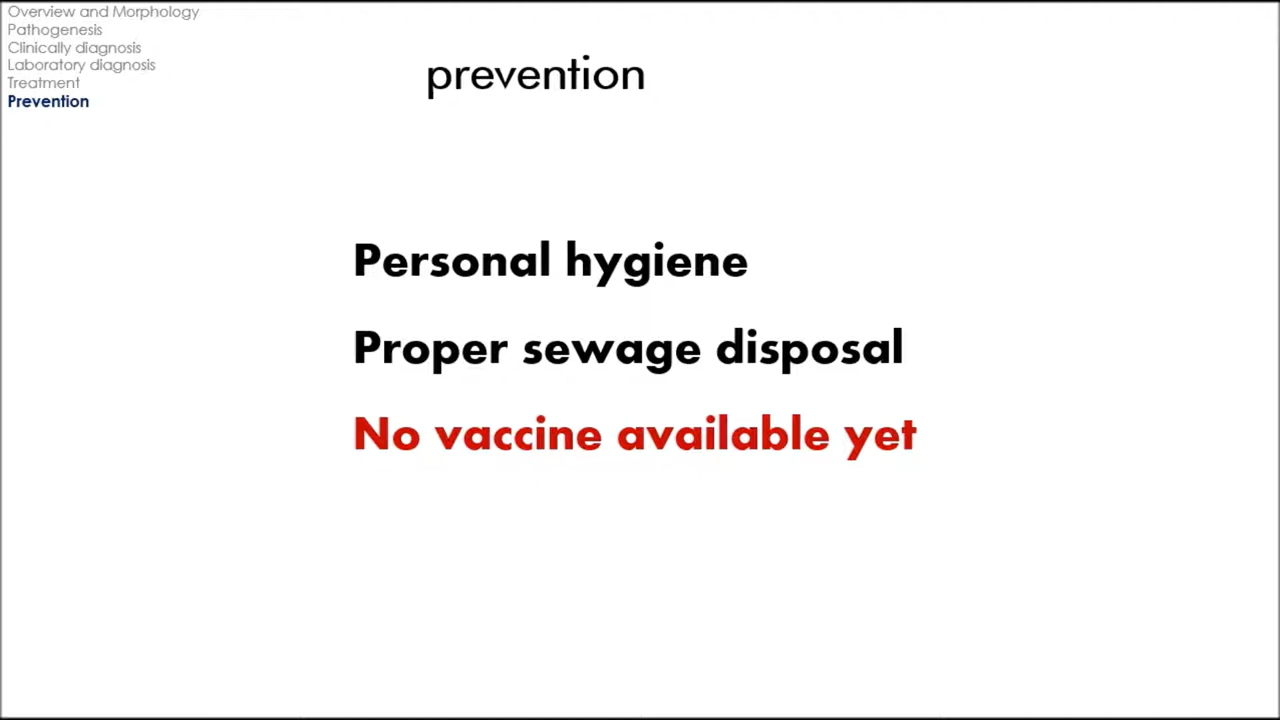 Overview and Morphology
Pathogenesis
Clinically diagnosis
Laboratory diagnosis
Treatment
Prevention
prevention
Personal hygiene
Proper sewage disposal
No vaccine available yet